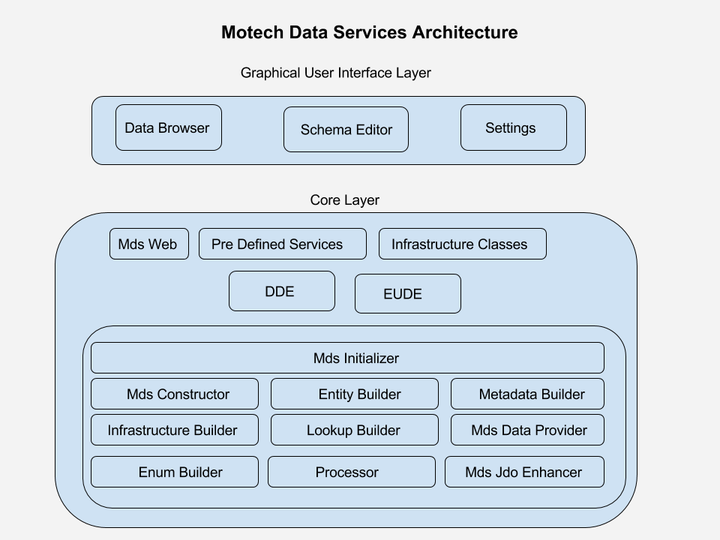 Motech Data Services Architecture
Graphical User Interface Layer
Data Browser
Schema Editor
Settings
Core Layer
Mds Web
Pre Defined Services
Infrastructure Classes
DDE
EUDE
Mds Initializer
Mds Constructor
Entity Builder
Metadata Builder
Infrastructure Builder
Lookup Builder
Mds Data Provider
Enum Builder
Processor
Mds Jdo Enhancer